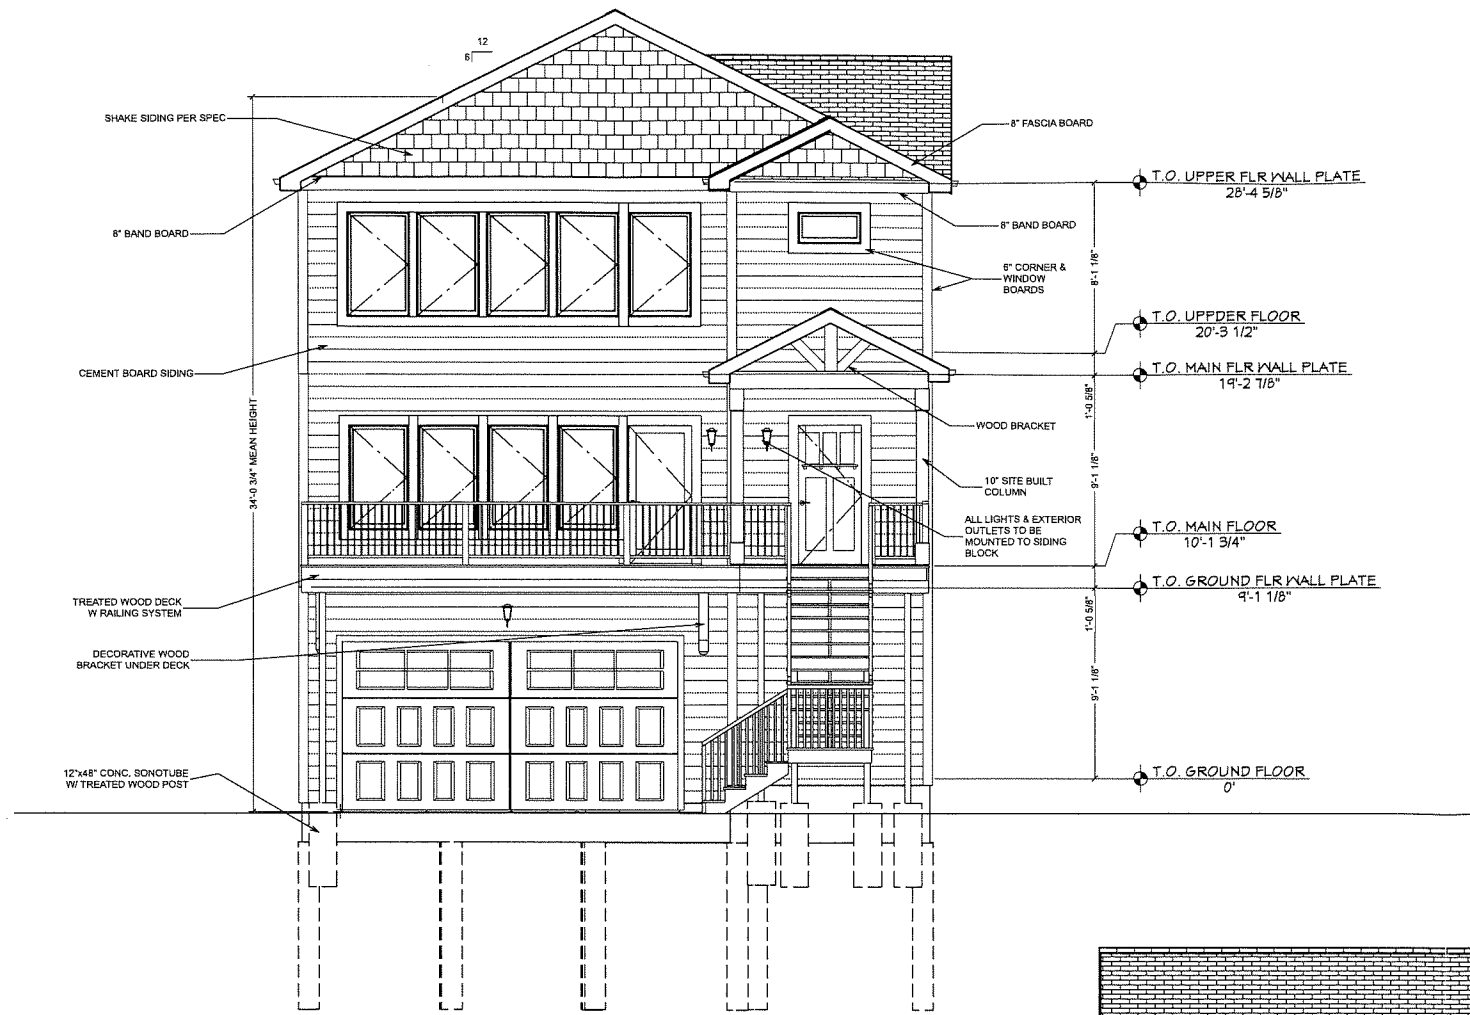 12
6
SHAKE SIDING PER SPEC
8" FASCIA BOARD
T.O. UPPER FLR WALL PLATE
28'-4 5/8"
8" BAND BOARD
8" BAND BOARD
6" CORNER &
WINDOW
BOARDS
8'-1 1/8"
T.O. UPPDER FLOOR
20'-3 1/2"
CEMENT BOARD SIDING
T.O. MAIN FLR WALL PLATE
19'-2 7/8"
1'-0 5/8"
34'-0 3/4" MEAN HEIGHT
WOOD BRACKET
9'-1 1/8"
10" SITE BUILT
COLUMN
ALL LIGHTS & EXTERIOR
OUTLETS TO BE
MOUNTED TO SIDING
BLOCK
T.O. MAIN FLOOR
10'-1 3/4"
T.O. GROUND FLR WALL PLATE
9'-1 1/8"
TREATED WOOD DECK
W RAILING SYSTEM
1'-0 5/8"
DECORATIVE WOOD
BRACKET UNDER DECK
9'-1 1/8"
12"x48" CONC. SONOTUBE
W/ TREATED WOOD POST
T.O. GROUND FLOOR
0'